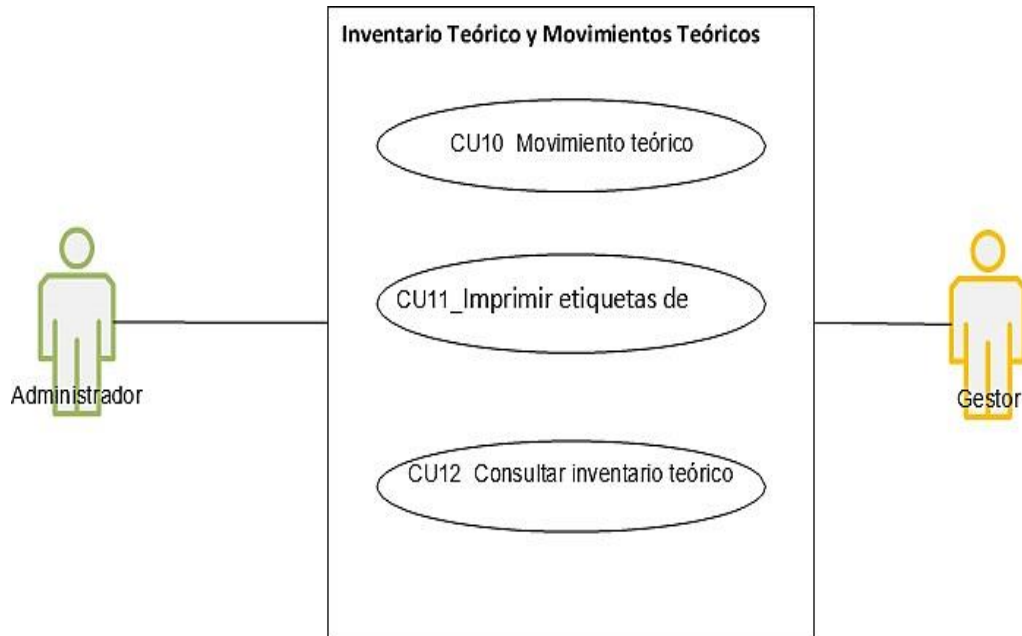 Inventario Teórico y Movimientos Teóricos
CU10 Movimiento teórico
CU11_Imprimir etiquetas de
CU12 Consultar inventario teórico
Administrador
Gestor